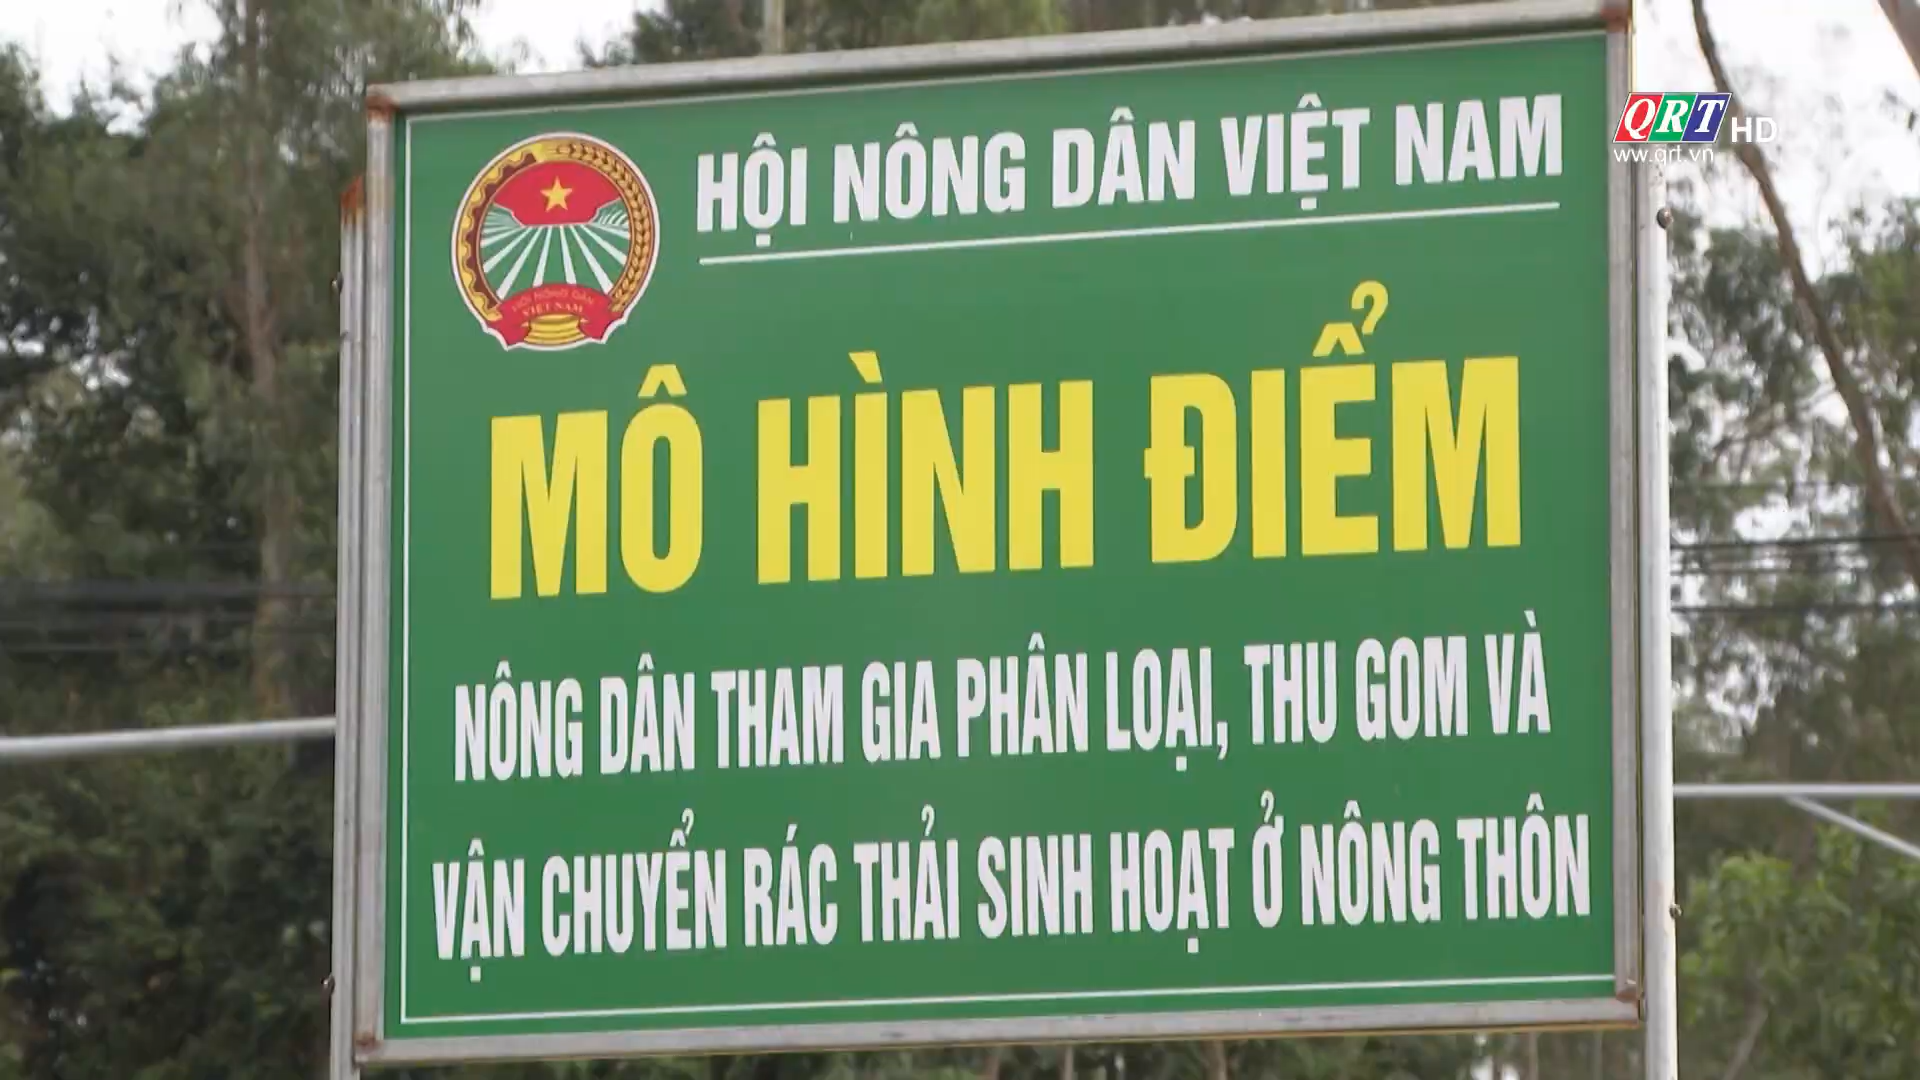 QRT HD
www.qrt.vn
HỘI NÔNG DÂN VIỆT NAM
HỘI NÔNG DÂN
VIỆT NAM
MÔ HÌNH ĐIỂM
NÔNG DÂN THAM GIA PHÂN LOẠI, THU GOM VÀ
VẬN CHUYỂN RÁC THẢI SINH HOẠT Ở NÔNG THÔN